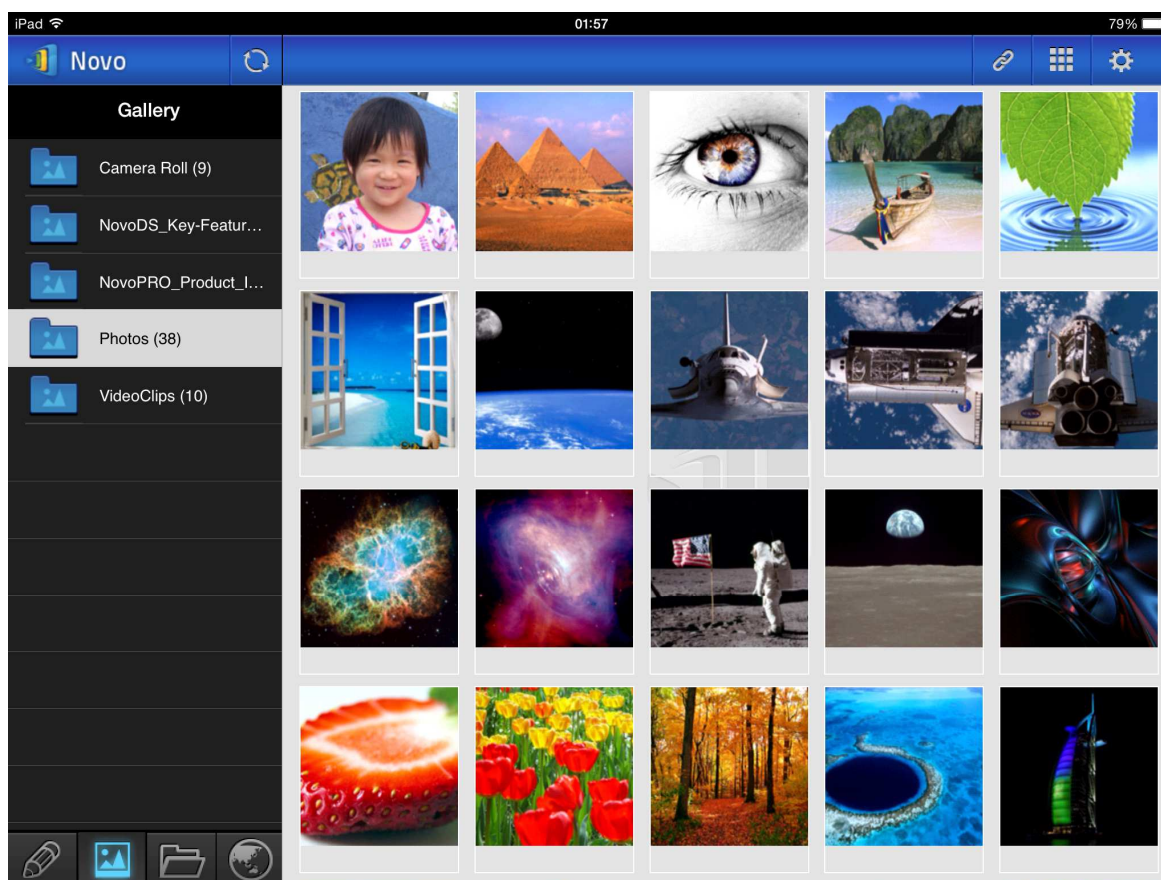 iPad 01:57 79%
Novo
Gallery
Camera Roll (9)
NovoDS_Key-Featur...
NovoPRO_Product_I...
Photos (38)
VideoClips (10)